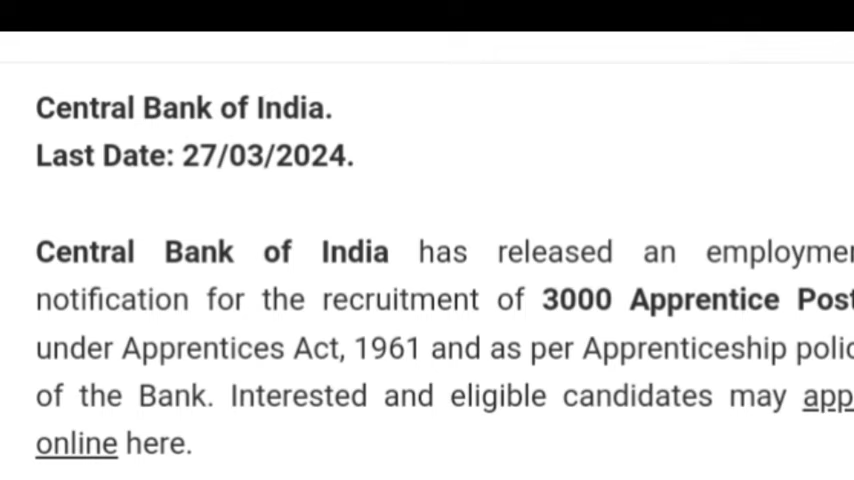 Central Bank of India.
Last Date: 27/03/2024.
Central Bank of India has released an employmen
notification for the recruitment of 3000 Apprentice Post
under Apprentices Act, 1961 and as per Apprenticeship polic
of the Bank. Interested and eligible candidates may app
online here.